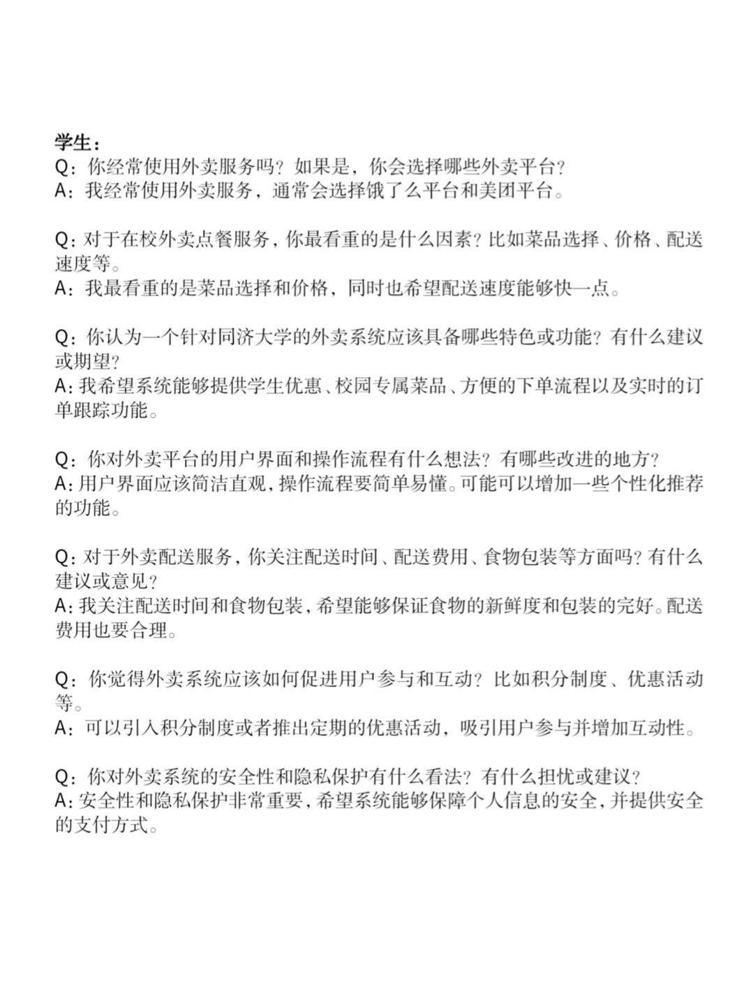 学生：
Q：你经常使用外卖服务吗？如果是，你会选择哪些外卖平台？
A：我经常使用外卖服务，通常会选择饿了么平台和美团平台。
Q：对于在校外卖点餐服务，你最看重的是什么因素？比如菜品选择、价格、配送
速度等。
A：我最看重的是菜品选择和价格，同时也希望配送速度能够快一点。
Q：你认为一个针对同济大学的外卖系统应该具备哪些特色或功能？有什么建议
或期望？
A：我希望系统能够提供学生优惠、校园专属菜品、方便的下单流程以及实时的订
单跟踪功能。
Q：你对外卖平台的用户界面和操作流程有什么想法？有哪些改进的地方？
A：用户界面应该简洁直观，操作流程要简单易懂。可能可以增加一些个性化推荐
的功能。
Q：对于外卖配送服务，你关注配送时间、配送费用、食物包装等方面吗？有什么
建议或意见？
A：我关注配送时间和食物包装，希望能够保证食物的新鲜度和包装的完好。配送
费用也要合理。
Q：你觉得外卖系统应该如何促进用户参与和互动？比如积分制度、优惠活动
等。
A：可以引入积分制度或者推出定期的优惠活动，吸引用户参与并增加互动性。
Q：你对外卖系统的安全性和隐私保护有什么看法？有什么担忧或建议？
A：安全性和隐私保护非常重要，希望系统能够保障个人信息的安全，并提供安全
的支付方式。